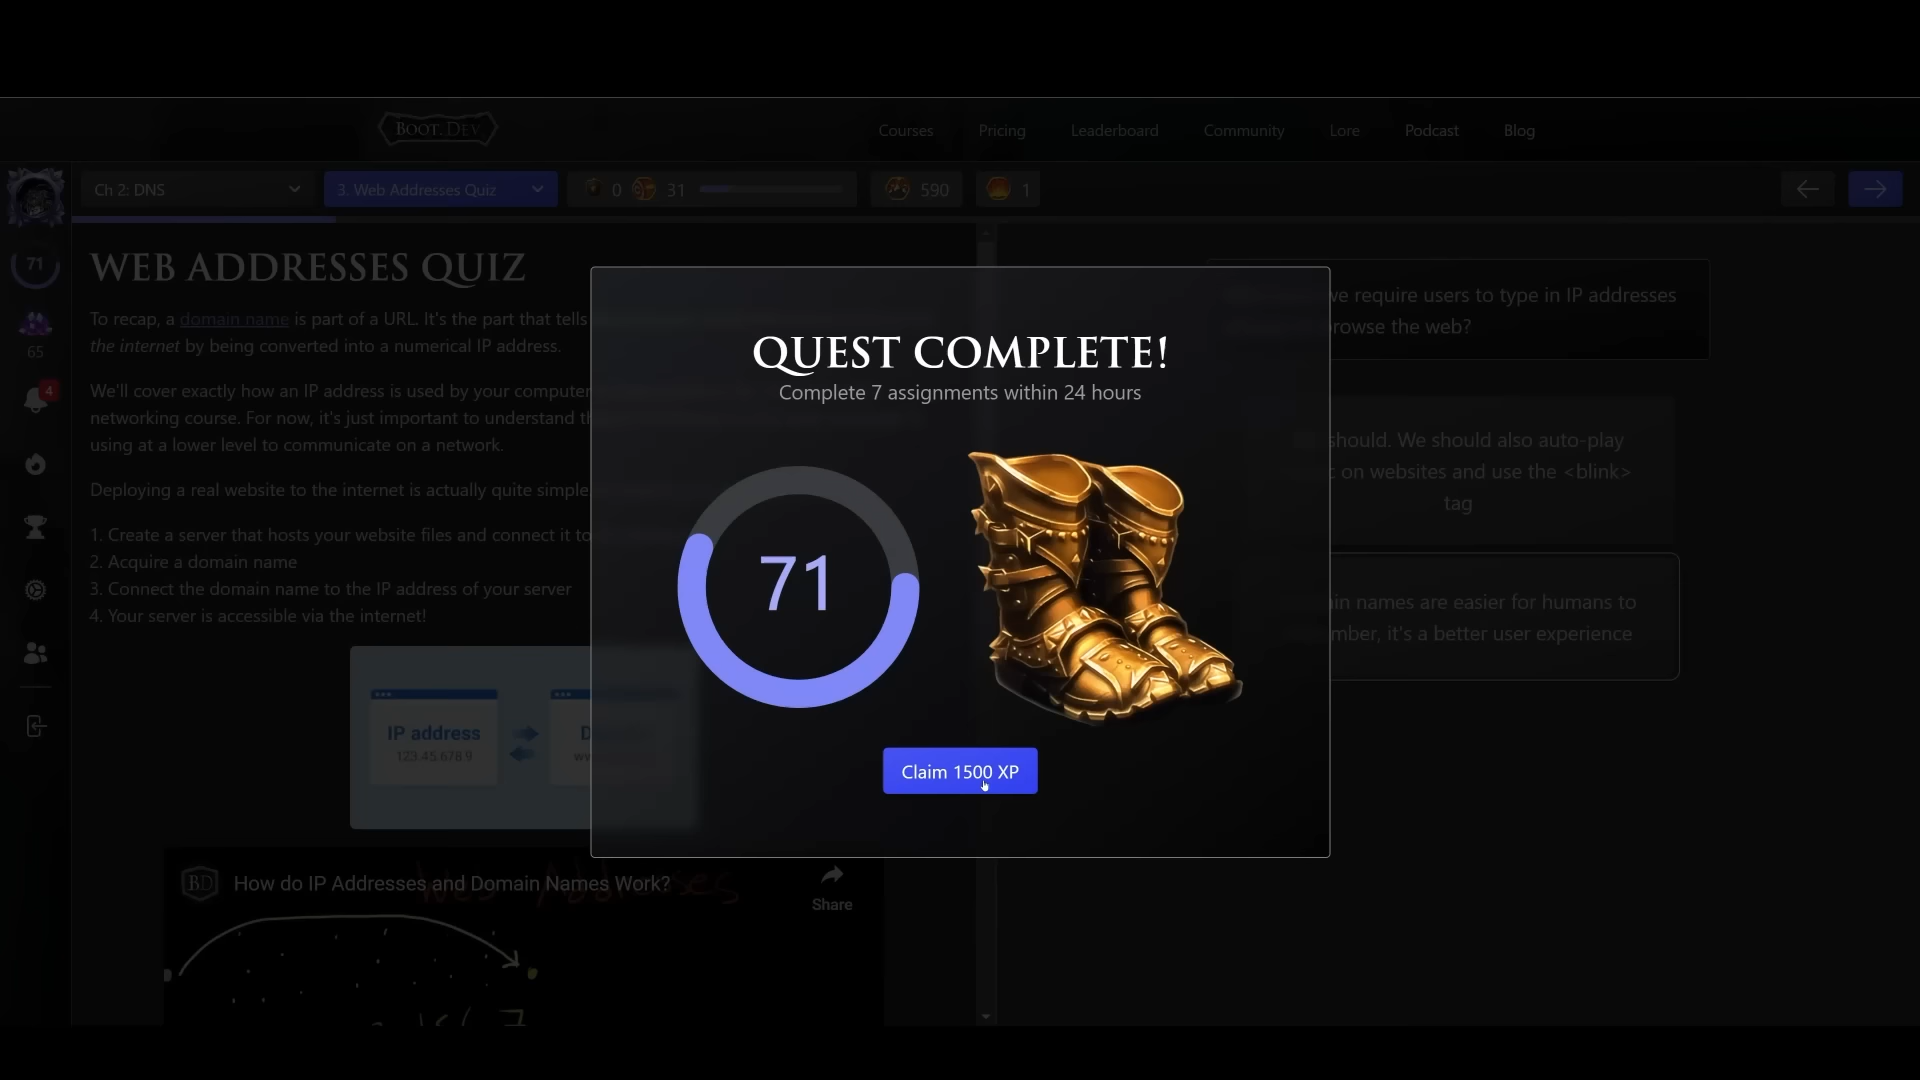 BOOT.DEV
Courses
Pricing
Leaderboard
Community
Lore
Podcast
Blog
Ch 2: DNS
3. Web Addresses Quiz
0
31
590
1
71
65
4
WEB ADDRESSES QUIZ
To recap, a domain name is part of a URL. It's the part that tells
the internet by being converted into a numerical IP address.
We'll cover exactly how an IP address is used by your computer
networking course. For now, it's just important to understand th
using at a lower level to communicate on a network.
Deploying a real website to the internet is actually quite simple
1. Create a server that hosts your website files and connect it to
2. Acquire a domain name
3. Connect the domain name to the IP address of your server
4. Your server is accessible via the internet!
IP address
123.45.678.9
D
BD
How do IP Addresses and Domain Names Work?
Web Addresses
Share
QUEST COMPLETE!
Complete 7 assignments within 24 hours
71
Claim 1500 XP
we require users to type in IP addresses
browse the web?
should. We should also auto-play
on websites and use the <blink>
tag
in names are easier for humans to
mber, it's a better user experience